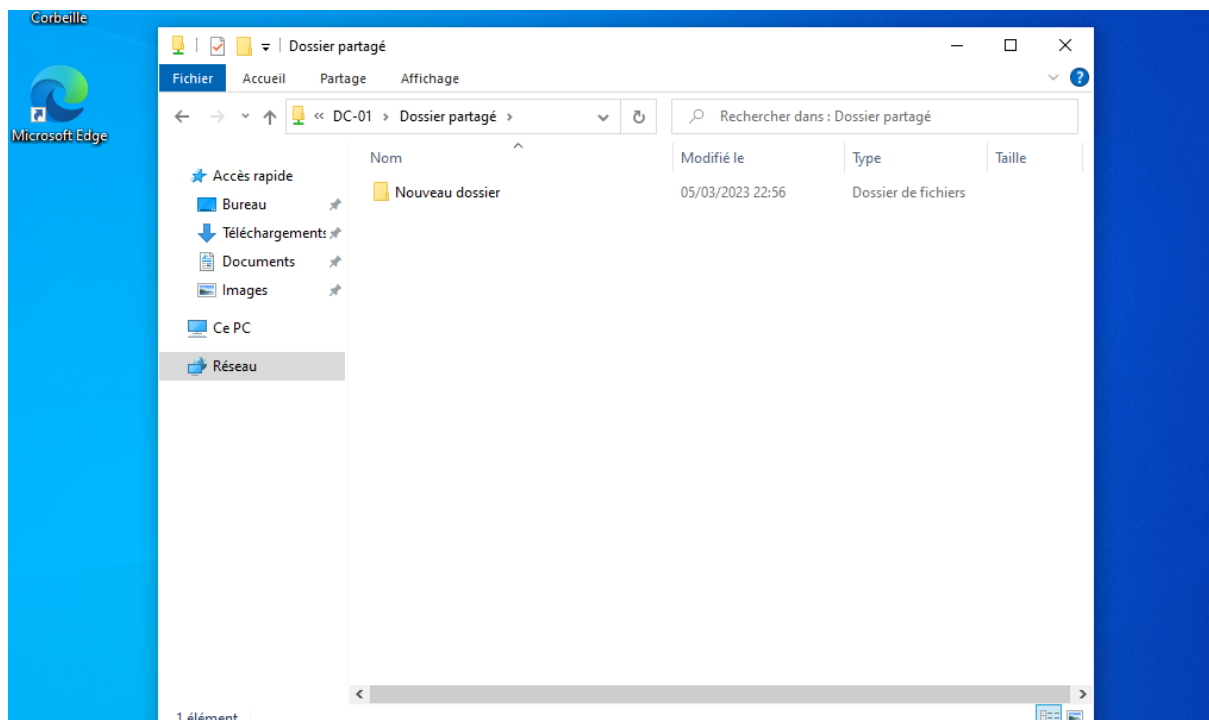 Corbeille
Microsoft Edge
Dossier partagé
Fichier Accueil Partage Affichage
« DC-01 › Dossier partagé ›
Rechercher dans : Dossier partagé
Nom Modifié le Type Taille
Accès rapide
Bureau
Téléchargements
Documents
Images
Ce PC
Réseau
Nouveau dossier 05/03/2023 22:56 Dossier de fichiers
1 élément